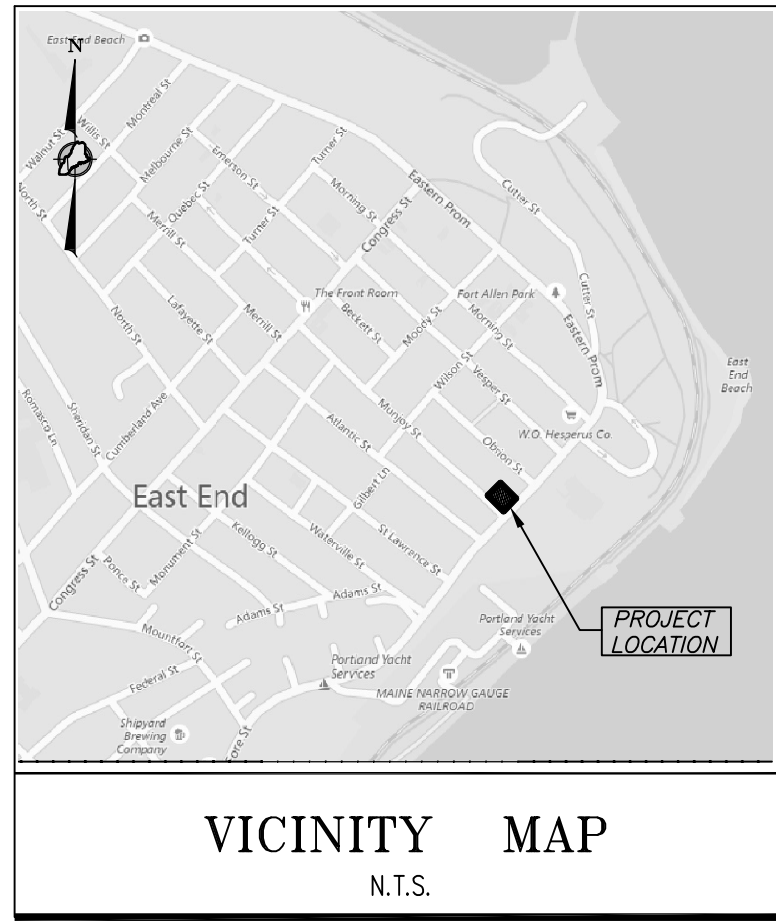 East End Beach
N
Walnut St
Willis St
Montreal St
Melbourne St
Emerson St
Turner St
North St
Quebec St
Merrill St
Turner St
Morning St
Congress St
Eastern Prom
Cutter St
Cutter St
The Front Room
Fort Allen Park
Lafayette St
Merrill St
North St
Beckett St
Moody St
Morning St
Eastern Prom
East
End
Beach
Wilson St
Vesper St
Romasco Ln
Sheridan St
Cumberland Ave
Atlantic St
Munjoy St
W.O. Hesperus Co.
Obrion St
Gilbert Ln
East End
Kellogg St
Waterville St
St Lawrence St
Congress St
Ponce St
Monument St
Adams St
Adams St
PROJECT
LOCATION
Portland Yacht
Services
Mountfort St
Federal St
Portland Yacht
Services
MAINE NARROW GAUGE
RAILROAD
Shipyard
Brewing
Company
ore St
VICINITY MAP
N.T.S.